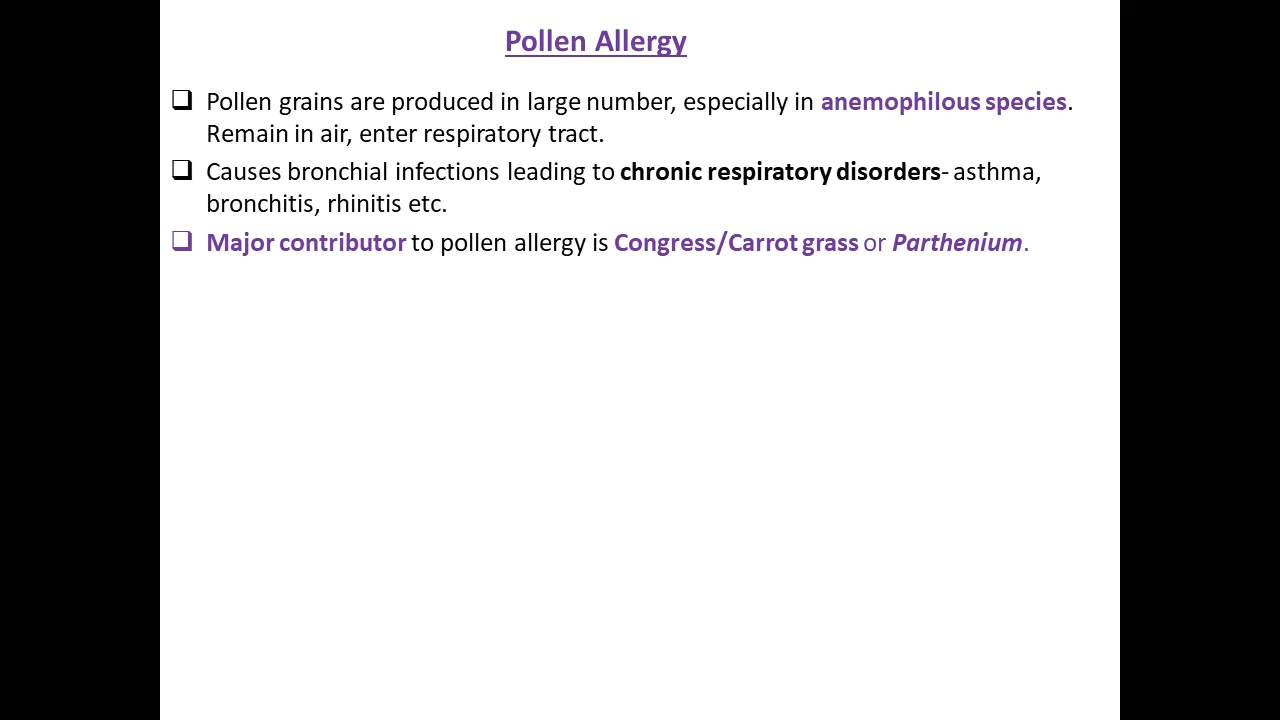 Pollen Allergy
❑ Pollen grains are produced in large number, especially in anemophilous species.
Remain in air, enter respiratory tract.
❑ Causes bronchial infections leading to chronic respiratory disorders- asthma,
bronchitis, rhinitis etc.
❑ Major contributor to pollen allergy is Congress/Carrot grass or Parthenium.